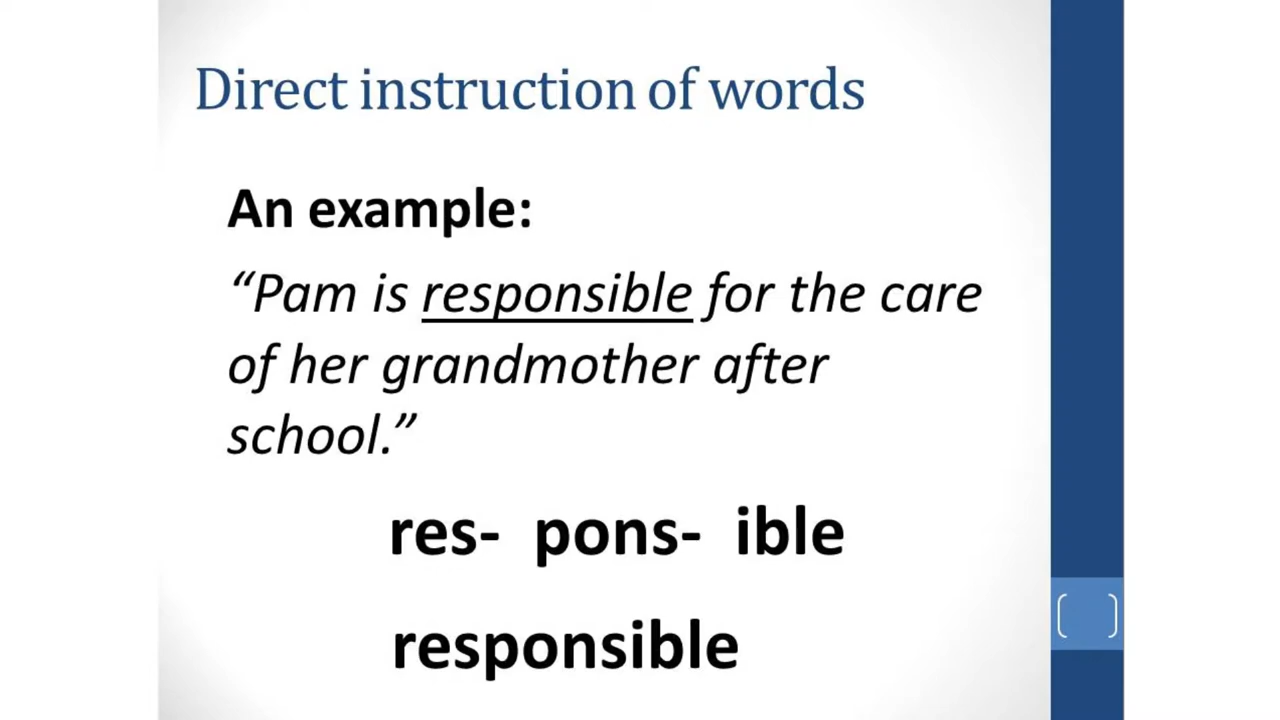 Direct instruction of words
An example:
“Pam is responsible for the care
of her grandmother after
school.”
res- pons- ible
responsible